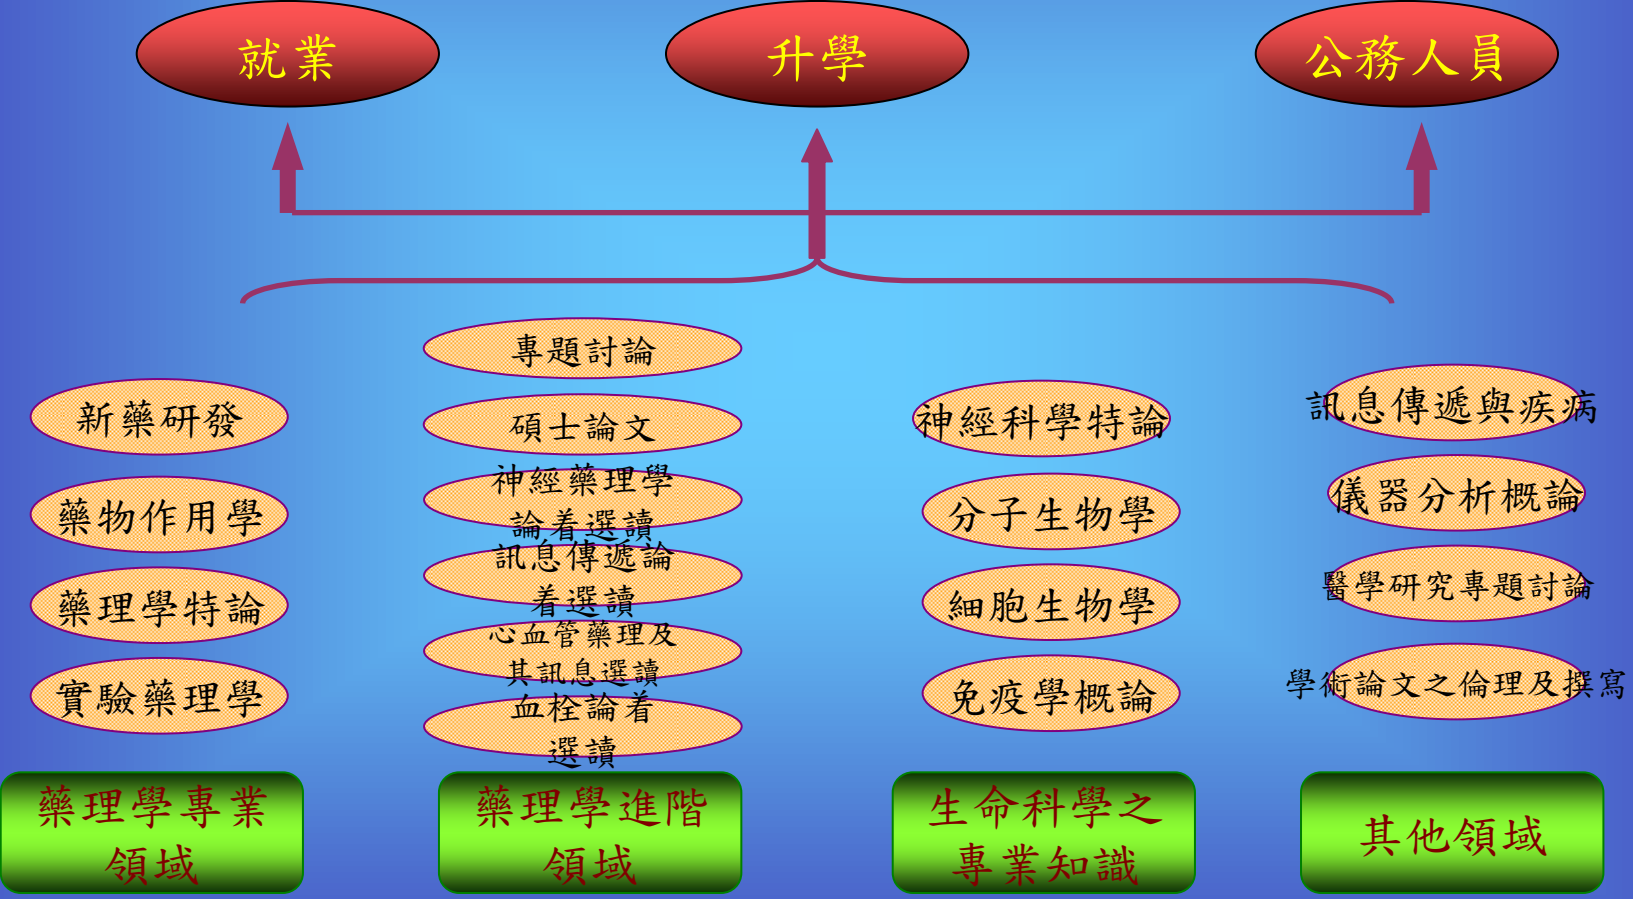 就業
升學
公務人員
新藥研發
藥物作用學
藥理學特論
實驗藥理學
專題討論
碩士論文
神經藥理學
論着選讀
訊息傳遞論
着選讀
心血管藥理及
其訊息選讀
血栓論着
選讀
神經科學特論
分子生物學
細胞生物學
免疫學概論
訊息傳遞與疾病
儀器分析概論
醫學研究專題討論
學術論文之倫理及撰寫
藥理學專業
領域
藥理學進階
領域
生命科學之
專業知識
其他領域